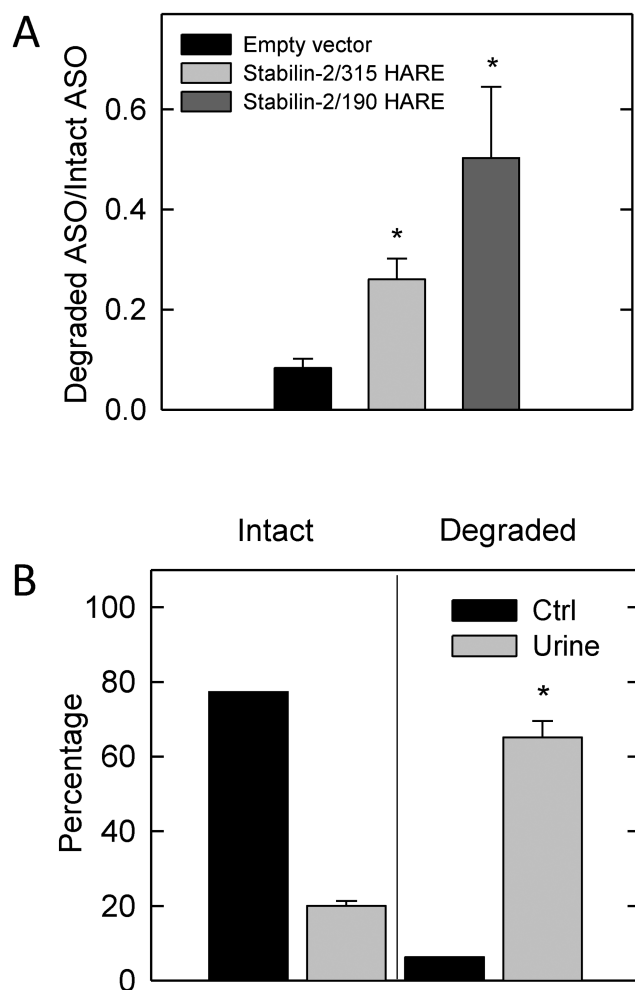 A
Degraded ASO/Intact ASO
Empty vector
Stabilin-2/315 HARE
Stabilin-2/190 HARE
*
*
0.6
0.4
0.2
0.0
Intact
Degraded
B
Percentage
Ctrl
Urine
*
100
80
60
40
20
0